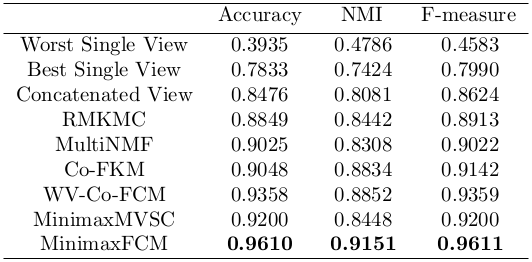 Accuracy NMI F-measure
Worst Single View 0.3935 0.4786 0.4583
Best Single View 0.7833 0.7424 0.7990
Concatenated View 0.8476 0.8081 0.8624
RMKMC 0.8849 0.8442 0.8913
MultiNMF 0.9025 0.8308 0.9022
Co-FKM 0.9048 0.8834 0.9142
WV-Co-FCM 0.9358 0.8852 0.9359
MinimaxMVSC 0.9200 0.8448 0.9200
MinimaxFCM 0.9610 0.9151 0.9611